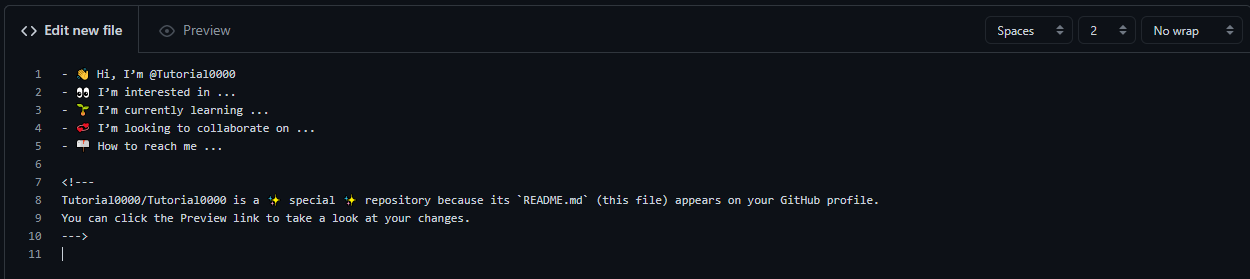 <> Edit new file Preview Spaces 2 No wrap
1 - 👋 Hi, I’m @Tutorial0000
2 - 👀 I’m interested in ...
3 - 🌱 I’m currently learning ...
4 - 💞️ I’m looking to collaborate on ...
5 - 📫 How to reach me ...
6
7 <!---
8 Tutorial0000/Tutorial0000 is a ✨ special ✨ repository because its `README.md` (this file) appears on your GitHub profile.
9 You can click the Preview link to take a look at your changes.
10 --->
11